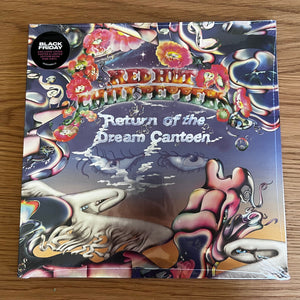 BLACK
FRIDAY
RED HOT
CHILI PEPPERS
Return of the
Dream Canteen